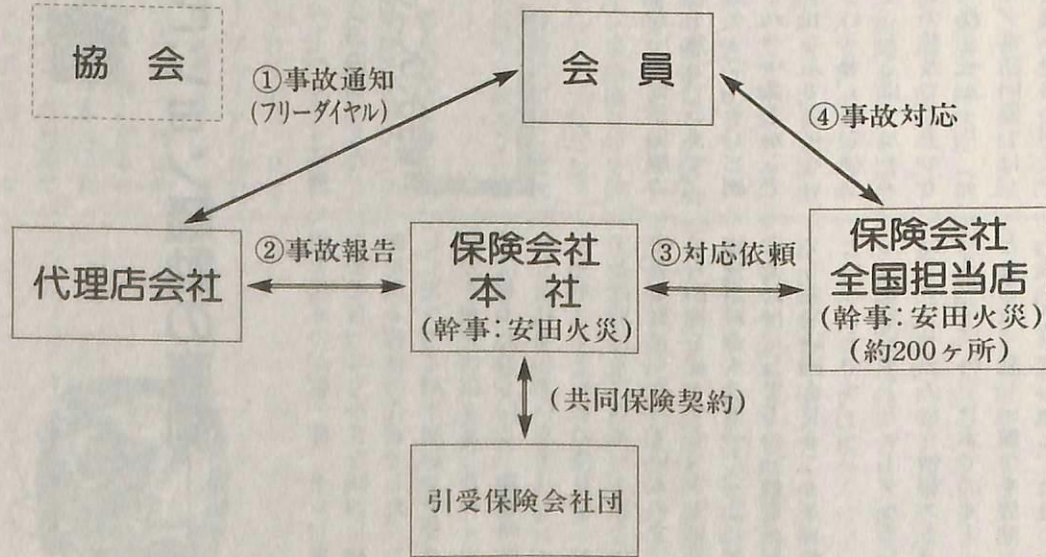 協　会
会　員
①事故通知
(フリーダイヤル)
④事故対応
代理店会社
②事故報告
保険会社
本　社
(幹事：安田火災)
③対応依頼
保険会社
全国担当店
(幹事：安田火災)
(約200ヶ所)
(共同保険契約)
引受保険会社団